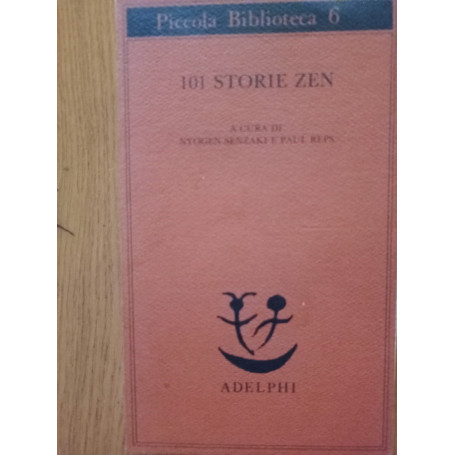 Piccola Biblioteca 6
101 STORIE ZEN
A CURA DI
NYOGEN SENZAKI E PAUL REPS
ADELPHI